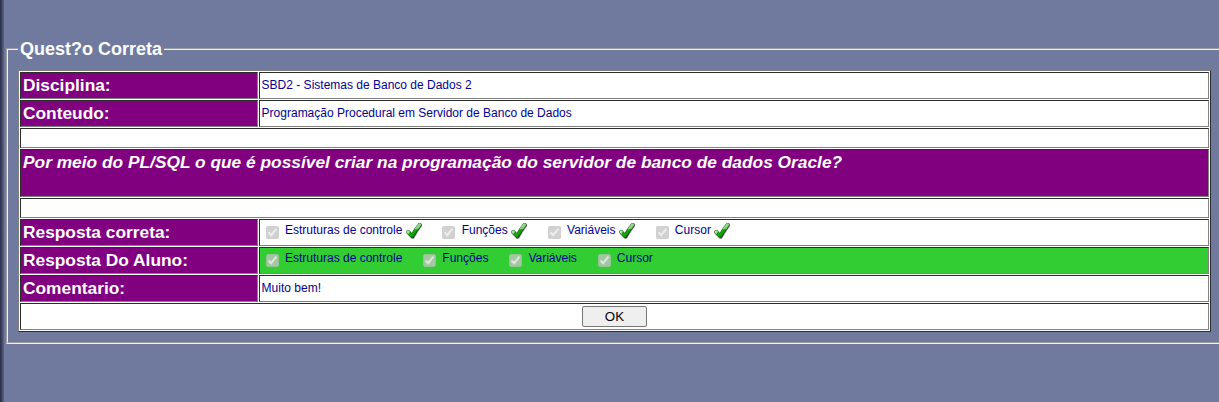 Quest?o Correta
Disciplina: SBD2 - Sistemas de Banco de Dados 2
Conteudo: Programação Procedural em Servidor de Banco de Dados
Por meio do PL/SQL o que é possível criar na programação do servidor de banco de dados Oracle?
Resposta correta: Estruturas de controle Funções Variáveis Cursor
Resposta Do Aluno: Estruturas de controle Funções Variáveis Cursor
Comentario: Muito bem!
OK